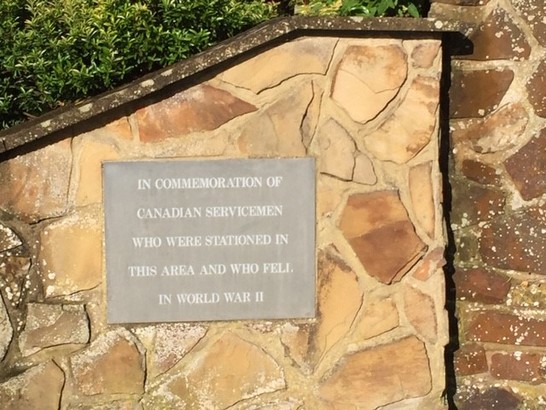 IN COMMEMORATION OF
CANADIAN SERVICEMEN
WHO WERE STATIONED IN
THIS AREA AND WHO FELL
IN WORLD WAR II